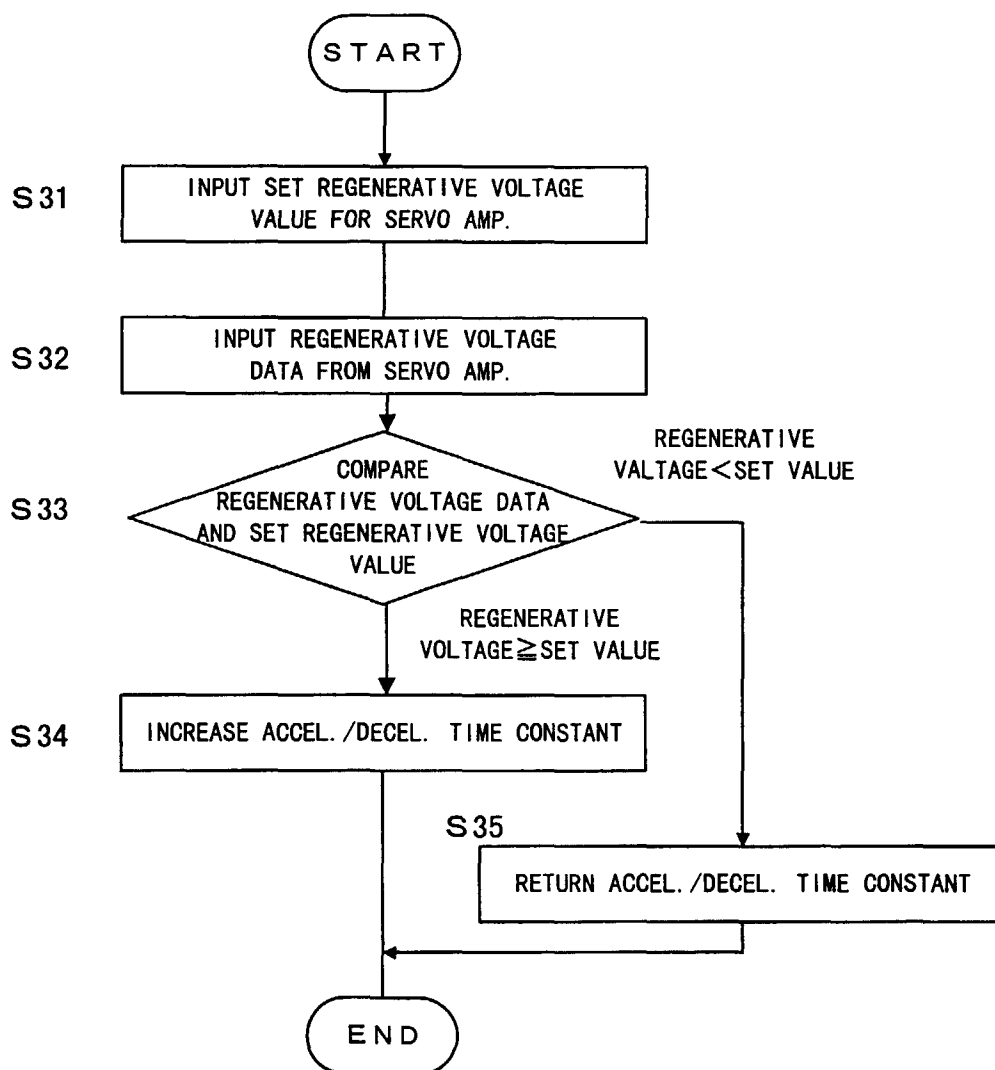 START
S31
INPUT SET REGENERATIVE VOLTAGE
VALUE FOR SERVO AMP.
S32
INPUT REGENERATIVE VOLTAGE
DATA FROM SERVO AMP.
S33
COMPARE
REGENERATIVE VOLTAGE DATA
AND SET REGENERATIVE VOLTAGE
VALUE
REGENERATIVE
VALTAGE<SET VALUE
REGENERATIVE
VOLTAGE≧SET VALUE
S34
INCREASE ACCEL./DECEL. TIME CONSTANT
S35
RETURN ACCEL./DECEL. TIME CONSTANT
END